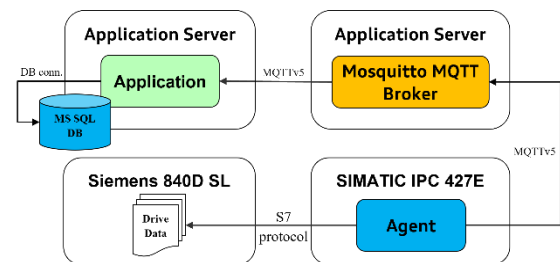 Application Server
Application Server
DB conn.
Application
MQTTv5
Mosquitto MQTT
Broker
MS SQL
DB
MQTTv5
Siemens 840D SL
SIMATIC IPC 427E
Drive
Data
S7
protocol
Agent